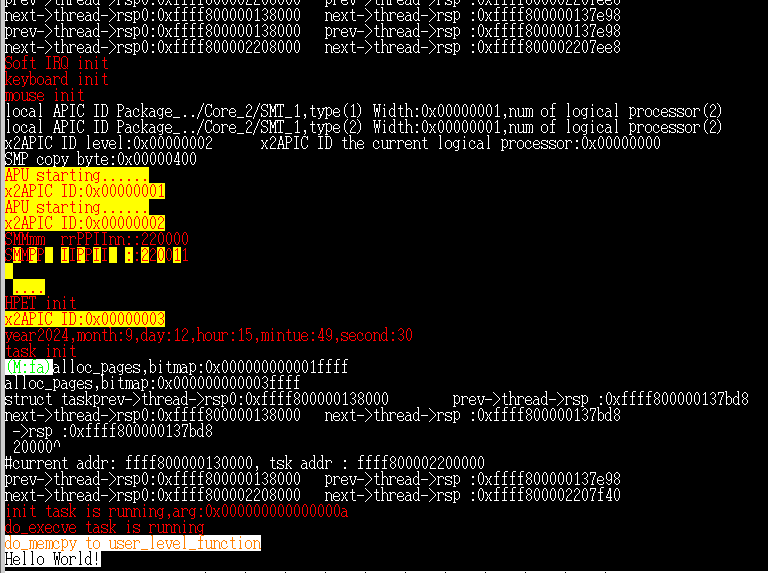 prev->thread->rsp0:0xffff800002208000   prev->thread->rsp :0xffff800002207ee8
next->thread->rsp0:0xffff800000138000   next->thread->rsp :0xffff800000137e98
prev->thread->rsp0:0xffff800000138000   prev->thread->rsp :0xffff800000137e98
next->thread->rsp0:0xffff800002208000   next->thread->rsp :0xffff800002207ee8
Soft IRQ init
keyboard init
mouse init
local APIC ID Package_../Core_2/SMT_1,type(1) Width:0x00000001,num of logical processor(2)
local APIC ID Package_../Core_2/SMT_1,type(2) Width:0x00000001,num of logical processor(2)
x2APIC ID level:0x00000002      x2APIC ID the current logical processor:0x00000000
SMP copy byte:0x00000400
APU starting......
x2APIC ID:0x00000001
APU starting......
x2APIC ID:0x00000002
SMMmm  rrPPIInn::220000
SMMPP  IIPPII  ::220011
....
HPET init
x2APIC ID:0x00000003
year2024,month:9,day:12,hour:15,mintue:49,second:30
task init
(M:fa)alloc_pages,bitmap:0x000000000001ffff
alloc_pages,bitmap:0x000000000003ffff
struct taskprev->thread->rsp0:0xffff800000138000        prev->thread->rsp :0xffff800000137bd8
next->thread->rsp0:0xffff800000138000   next->thread->rsp :0xffff800000137bd8
->rsp :0xffff800000137bd8
20000^
#current addr: ffff800000130000, tsk addr : ffff800002200000
prev->thread->rsp0:0xffff800000138000   prev->thread->rsp :0xffff800000137e98
next->thread->rsp0:0xffff800002208000   next->thread->rsp :0xffff800002207f40
init task is running,arg:0x000000000000000a
do_execve task is running
do_memcpy to user_level_function
Hello World!